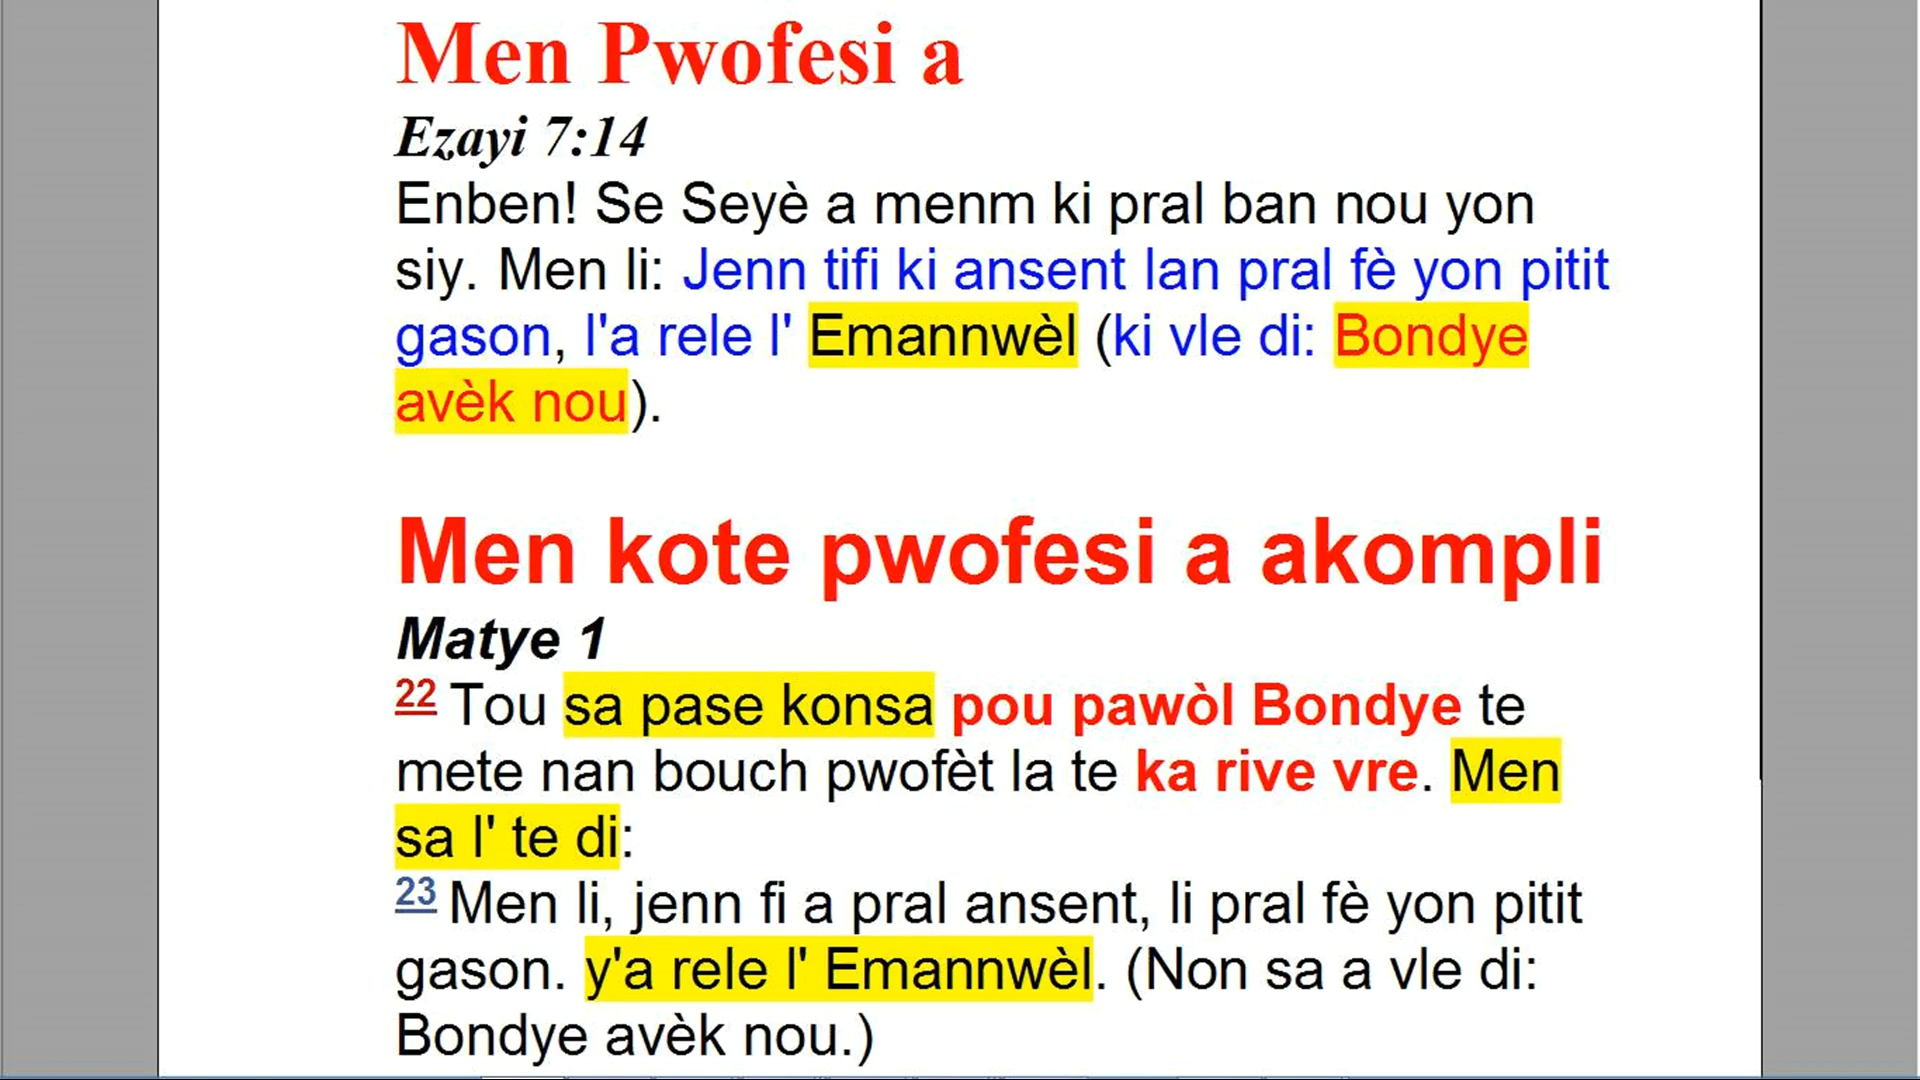 Men Pwofesi a
Ezayi 7:14
Enben! Se Seyè a menm ki pral ban nou yon
siy. Men li: Jenn tifi ki ansent lan pral fè yon pitit
gason, l'a rele l' Emannwèl (ki vle di: Bondye
avèk nou).
Men kote pwofesi a akompli
Matye 1
22 Tou sa pase konsa pou pawòl Bondye te
mete nan bouch pwofèt la te ka rive vre. Men
sa l' te di:
23 Men li, jenn fi a pral ansent, li pral fè yon pitit
gason. y'a rele l' Emannwèl. (Non sa a vle di:
Bondye avèk nou.)